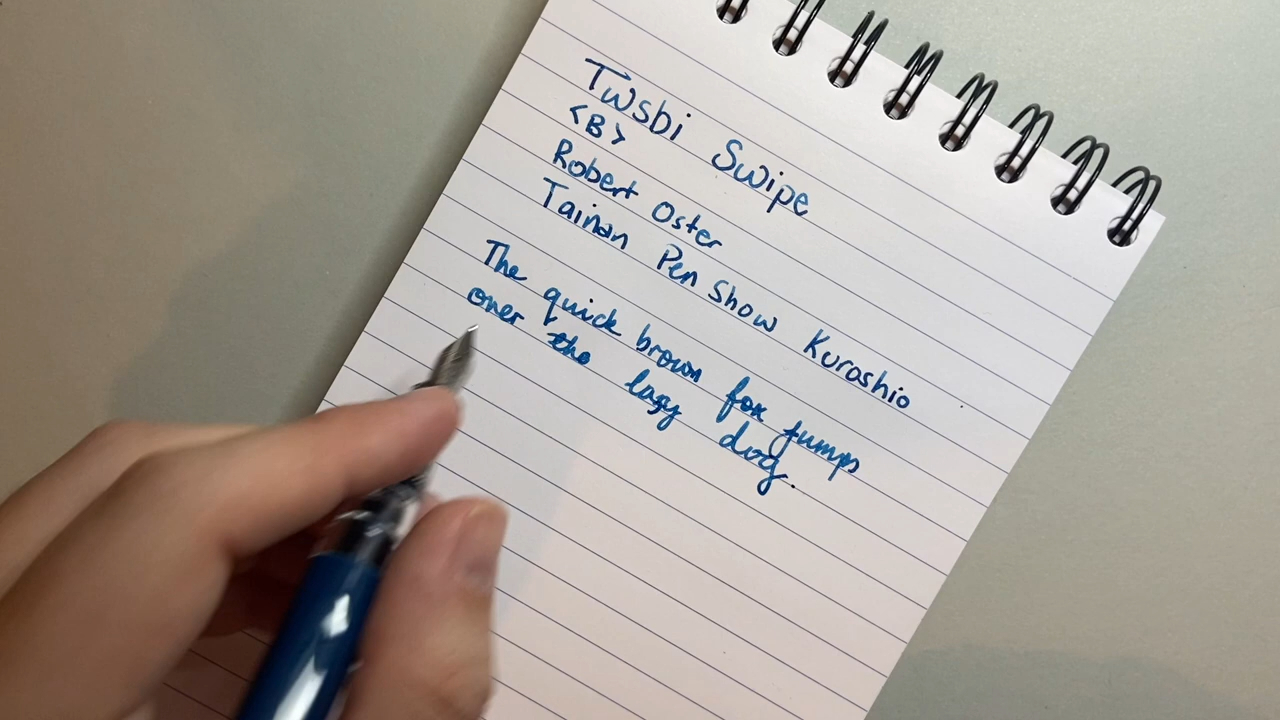 Twsbi Swipe
<B>
Robert Oster
Tainan Pen Show Kuroshio
The quick brown fox jumps
over the lazy dog.